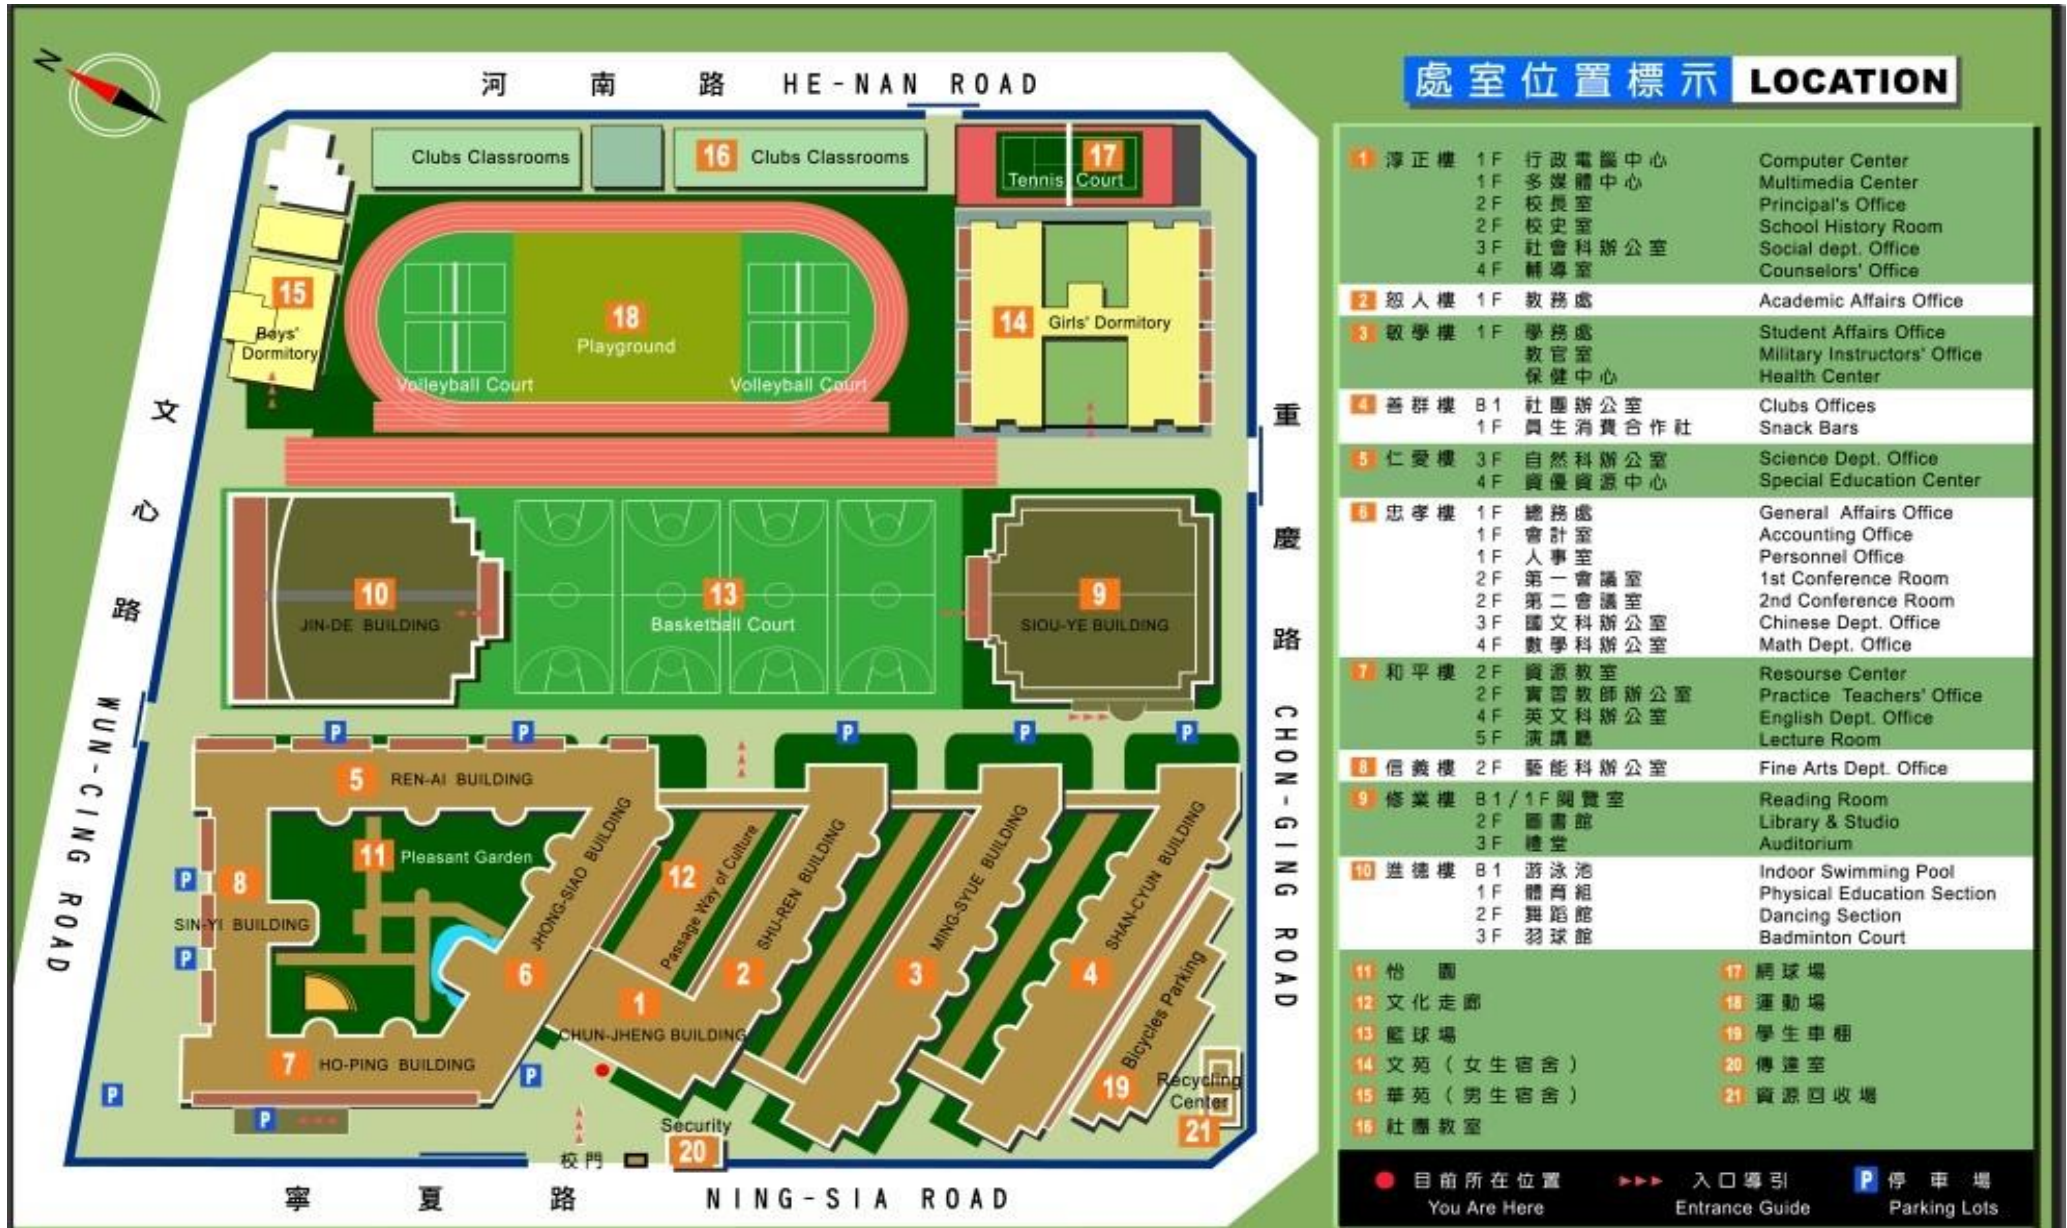 N
河南路 HE-NAN ROAD
Clubs Classrooms
16 Clubs Classrooms
17
Tennis Court
15
Boys'
Dormitory
18
Playground
Volleyball Court
Volleyball Court
14 Girls' Dormitory
文心路 WUN-CING ROAD
重慶路 CHON-GING ROAD
10
JIN-DE BUILDING
13
Basketball Court
9
SIOU-YE BUILDING
P
P
P
P
P
5 REN-AI BUILDING
11 Pleasant Garden
8
SIN-YI BUILDING
P
P
JHONG-SIAO BUILDING
6
12
Passage Way of Culture
SHU-REN BUILDING
2
MING-SYUE BUILDING
3
SHAN-CYUN BUILDING
4
1
CHUN-JHENG BUILDING
7 HO-PING BUILDING
P
P
P
Bicycles Parking
19
Recycling
Center
21
Security
20
校門
寧夏路 NING-SIA ROAD
處室位置標示 LOCATION
1 淳正樓 1F 行政電腦中心 Computer Center
1F 多媒體中心 Multimedia Center
2F 校長室 Principal's Office
2F 校史室 School History Room
3F 社會科辦公室 Social dept. Office
4F 輔導室 Counselors' Office
2 恕人樓 1F 教務處 Academic Affairs Office
3 敏學樓 1F 學務處 Student Affairs Office
教官室 Military Instructors' Office
保健中心 Health Center
4 善群樓 B1 社團辦公室 Clubs Offices
1F 員生消費合作社 Snack Bars
5 仁愛樓 3F 自然科辦公室 Science Dept. Office
4F 資優資源中心 Special Education Center
6 忠孝樓 1F 總務處 General Affairs Office
1F 會計室 Accounting Office
1F 人事室 Personnel Office
2F 第一會議室 1st Conference Room
2F 第二會議室 2nd Conference Room
3F 國文科辦公室 Chinese Dept. Office
4F 數學科辦公室 Math Dept. Office
7 和平樓 2F 資源教室 Resourse Center
2F 實習教師辦公室 Practice Teachers' Office
4F 英文科辦公室 English Dept. Office
5F 演講廳 Lecture Room
8 信義樓 2F 藝能科辦公室 Fine Arts Dept. Office
9 修業樓 B1/1F閱覽室 Reading Room
2F 圖書館 Library & Studio
3F 禮堂 Auditorium
10 進德樓 B1 游泳池 Indoor Swimming Pool
1F 體育組 Physical Education Section
2F 舞蹈館 Dancing Section
3F 羽球館 Badminton Court
11 怡園
12 文化走廊
13 籃球場
14 文苑（女生宿舍）
15 華苑（男生宿舍）
16 社團教室
17 網球場
18 運動場
19 學生車棚
20 傳達室
21 資源回收場
目前所在位置
You Are Here
入口導引
Entrance Guide
P 停車場
Parking Lots